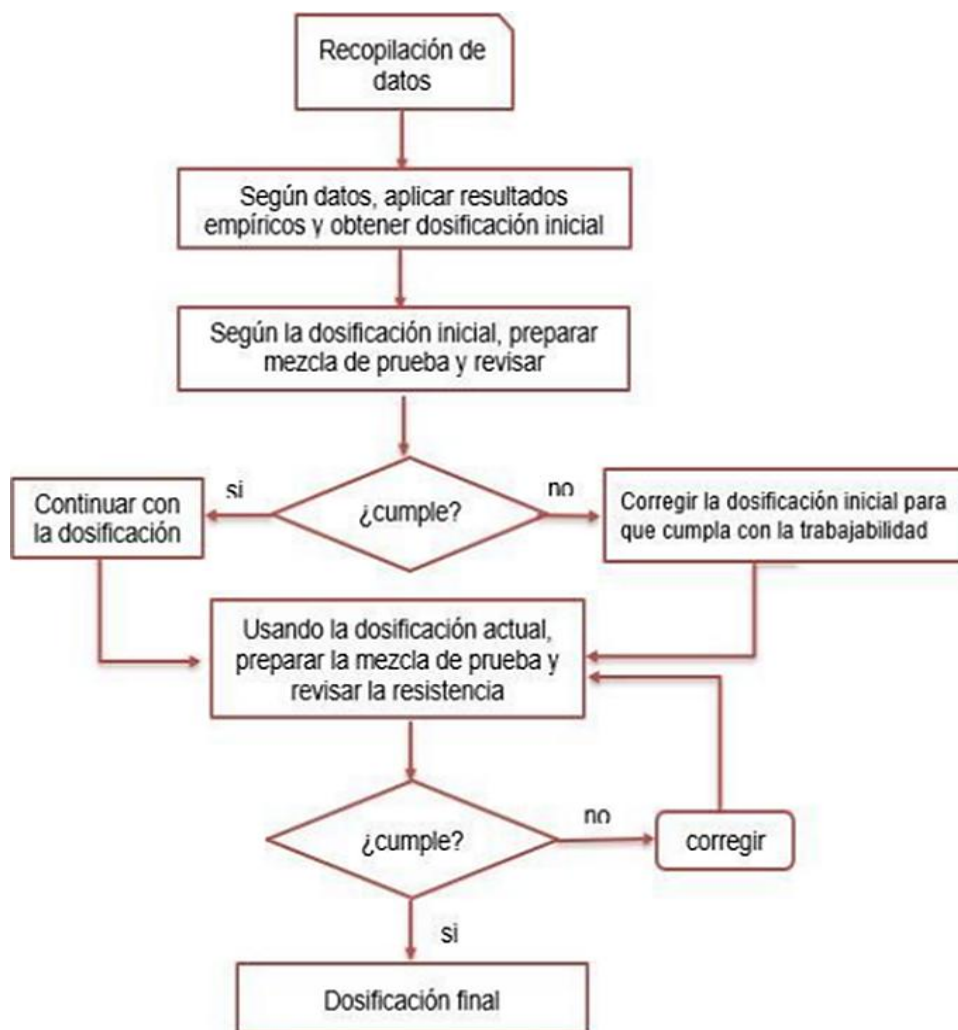 Recopilación de
datos
Según datos, aplicar resultados
empíricos y obtener dosificación inicial
Según la dosificación inicial, preparar
mezcla de prueba y revisar
¿cumple?
si
no
Continuar con
la dosificación
Corregir la dosificación inicial para
que cumpla con la trabajabilidad
Usando la dosificación actual,
preparar la mezcla de prueba y
revisar la resistencia
¿cumple?
no
corregir
si
Dosificación final